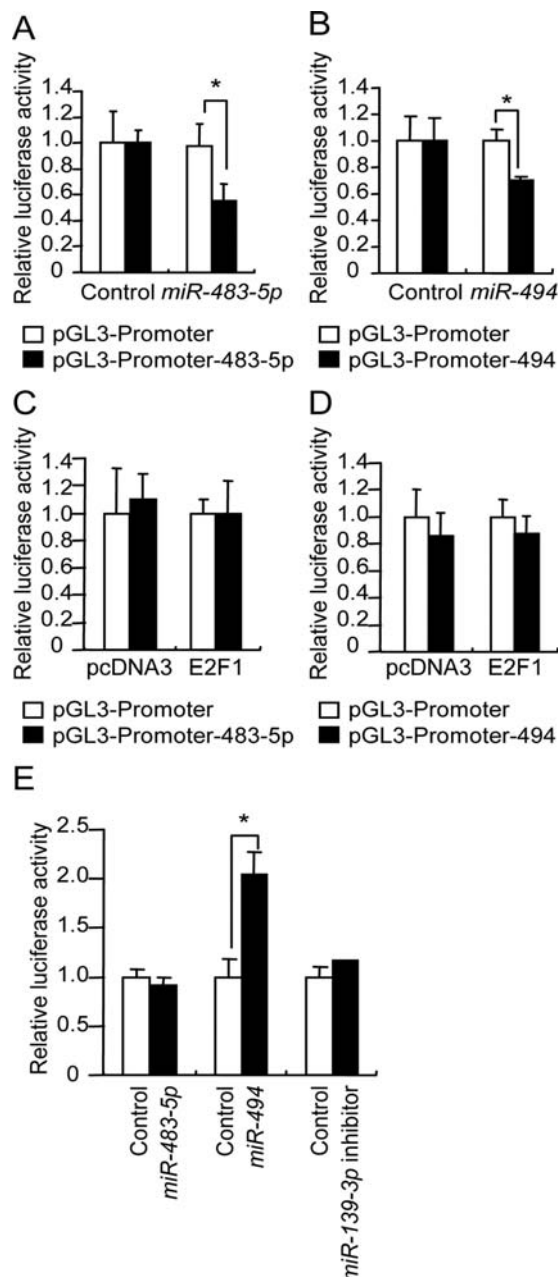 A
Relative luciferase activity
1.4
1.2
1.0
0.8
0.6
0.4
0.2
0
*
Control miR-483-5p
pGL3-Promoter
pGL3-Promoter-483-5p
B
Relative luciferase activity
1.4
1.2
1.0
0.8
0.6
0.4
0.2
0
*
Control miR-494
pGL3-Promoter
pGL3-Promoter-494
C
Relative luciferase activity
1.4
1.2
1.0
0.8
0.6
0.4
0.2
0
pcDNA3 E2F1
pGL3-Promoter
pGL3-Promoter-483-5p
D
Relative luciferase activity
1.4
1.2
1.0
0.8
0.6
0.4
0.2
0
pcDNA3 E2F1
pGL3-Promoter
pGL3-Promoter-494
E
Relative luciferase activity
2.5
2.0
1.5
1.0
0.5
0
*
Control
miR-483-5p
Control
miR-494
Control
miR-139-3p inhibitor